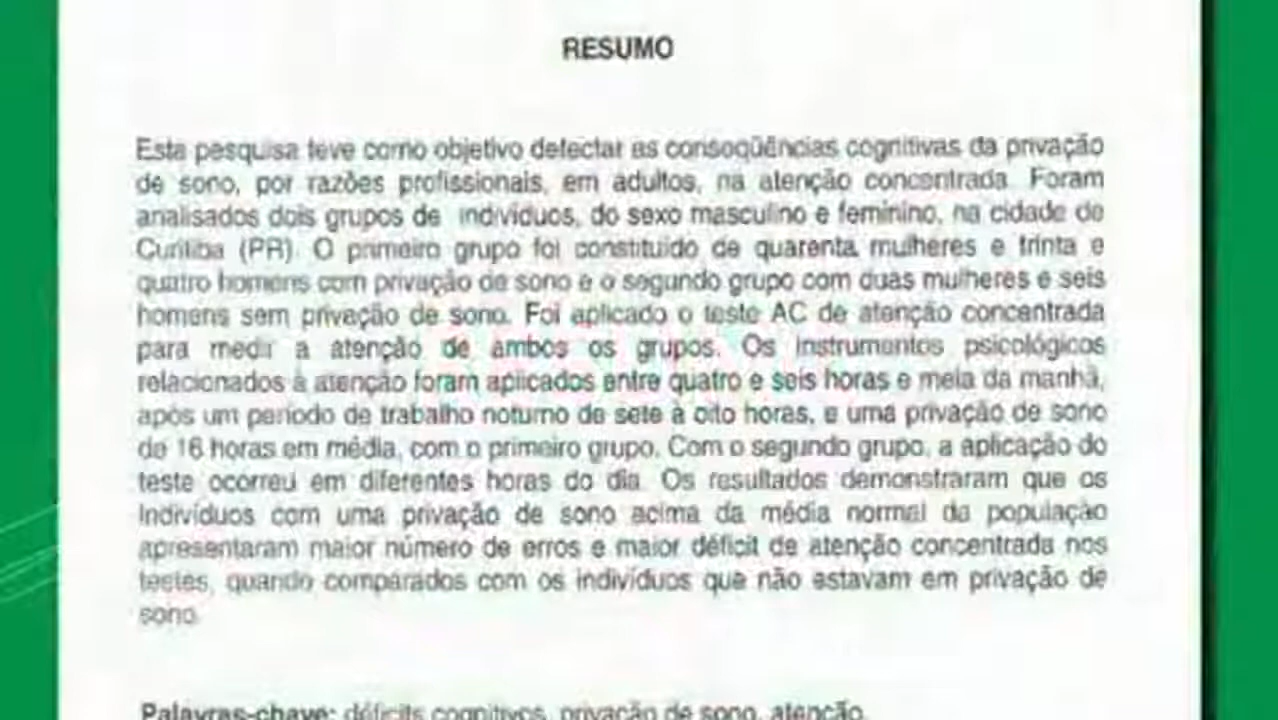 RESUMO
Esta pesquisa teve como objetivo detectar as conseqüências cognitivas da privação
de sono, por razões profissionais, em adultos, na atenção concentrada. Foram
analisados dois grupos de indivíduos, do sexo masculino e feminino, na cidade de
Curitiba (PR). O primeiro grupo foi constituído de quarenta mulheres e trinta e
quatro homens com privação de sono e o segundo grupo com duas mulheres e seis
homens sem privação de sono. Foi aplicado o teste AC de atenção concentrada
para medir a atenção de ambos os grupos. Os instrumentos psicológicos
relacionados à atenção foram aplicados entre quatro e seis horas e meia da manhã,
após um período de trabalho noturno de sete à oito horas, e uma privação de sono
de 16 horas em média, com o primeiro grupo. Com o segundo grupo, a aplicação do
teste ocorreu em diferentes horas do dia. Os resultados demonstraram que os
indivíduos com uma privação de sono acima da média normal da população
apresentaram maior número de erros e maior déficit de atenção concentrada nos
testes, quando comparados com os indivíduos que não estavam em privação de
sono.
Palavras-chave: déficits cognitivos, privação de sono, atenção.